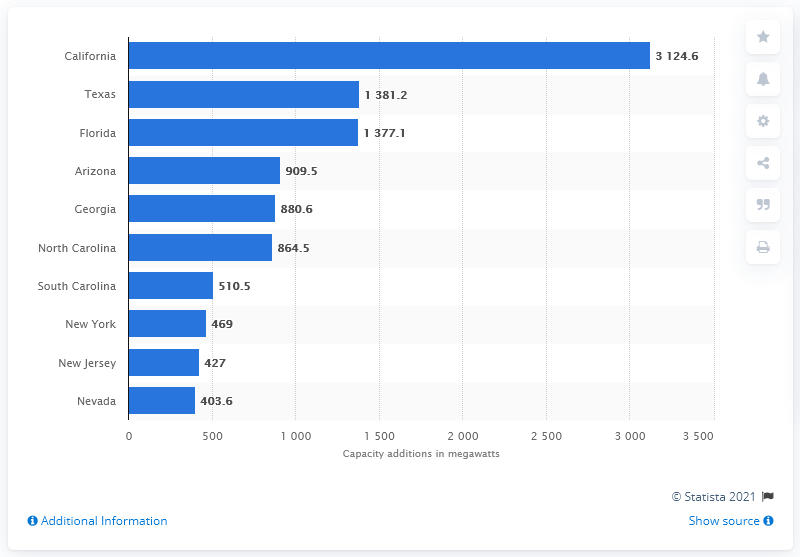 California 3 124.6
Texas 1 381.2
Florida 1 377.1
Arizona 909.5
Georgia 880.6
North Carolina 864.5
South Carolina 510.5
New York 469
New Jersey 427
Nevada 403.6
0 500 1 000 1 500 2 000 2 500 3 000 3 500
Capacity additions in megawatts
© Statista 2021
Additional Information Show source